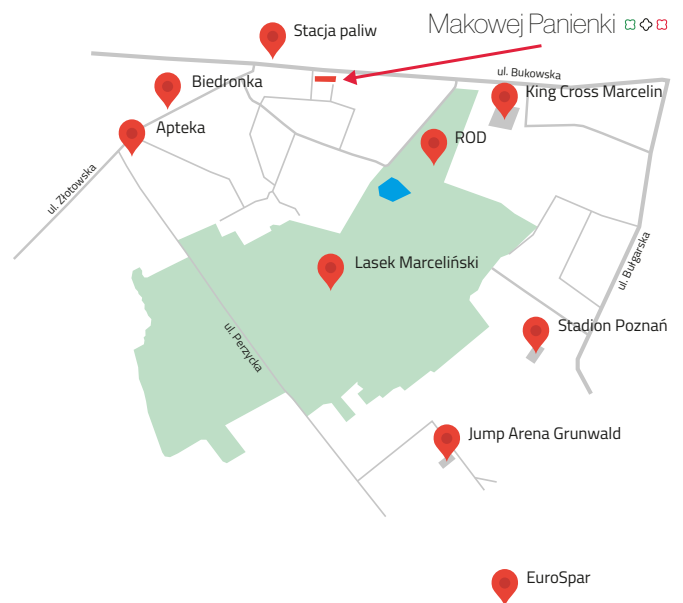 Stacja paliw
Makowej Panienki
ul. Bukowska
Biedronka
King Cross Marcelin
Apteka
ROD
ul. Złotowska
Lasek Marceliński
ul. Bułgarska
Stadion Poznań
ul. Perzycka
Jump Arena Grunwald
EuroSpar